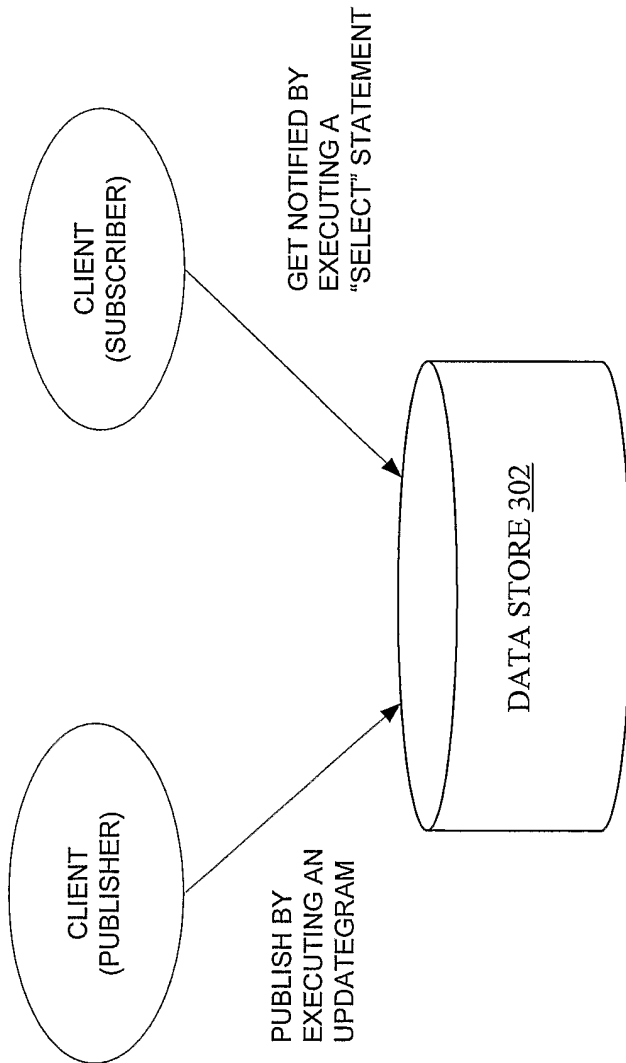 CLIENT
(PUBLISHER)
CLIENT
(SUBSCRIBER)
PUBLISH BY
EXECUTING AN
UPDATEGRAM
GET NOTIFIED BY
EXECUTING A
“SELECT” STATEMENT
DATA STORE 302